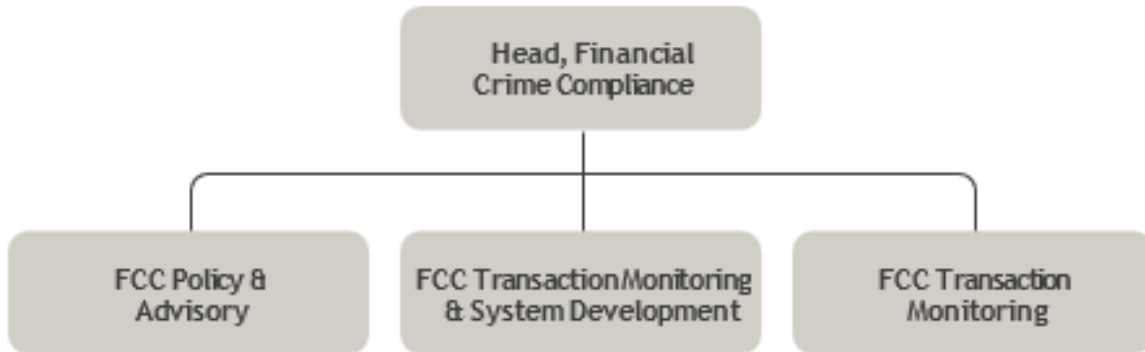 Head, Financial
Crime Compliance
FCC Policy &
Advisory
FCC Transaction Monitoring
& System Development
FCC Transaction
Monitoring